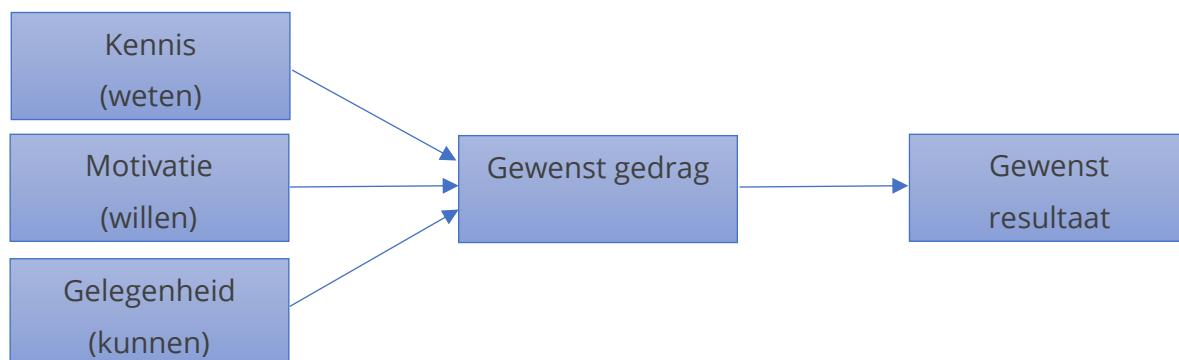 Kennis
(weten)
Motivatie
(willen)
Gelegenheid
(kunnen)
Gewenst gedrag
Gewenst
resultaat